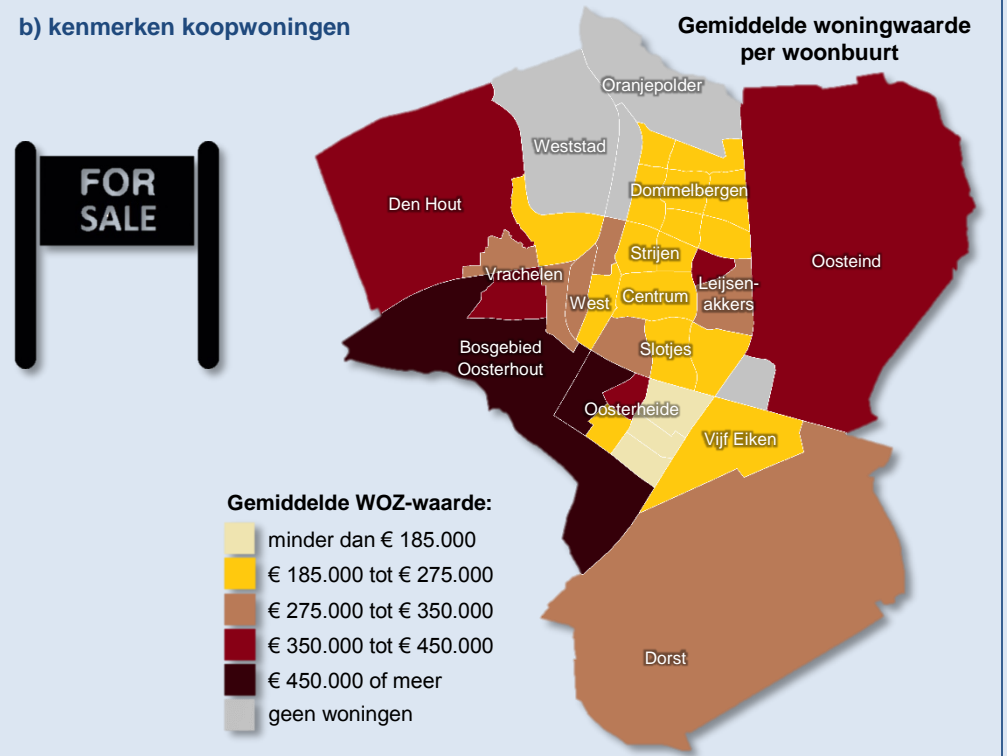 b) kenmerken koopwoningen
Gemiddelde woningwaarde
per woonbuurt
FOR
SALE
Oranjepolder
Weststad
Dommelbergen
Den Hout
Strijen
Oosteind
Vrachelen
Leijsen-
akkers
West
Centrum
Bosgebied
Oosterhout
Slotjes
Oosterheide
Vijf Eiken
Dorst
Gemiddelde WOZ-waarde:
minder dan € 185.000
€ 185.000 tot € 275.000
€ 275.000 tot € 350.000
€ 350.000 tot € 450.000
€ 450.000 of meer
geen woningen